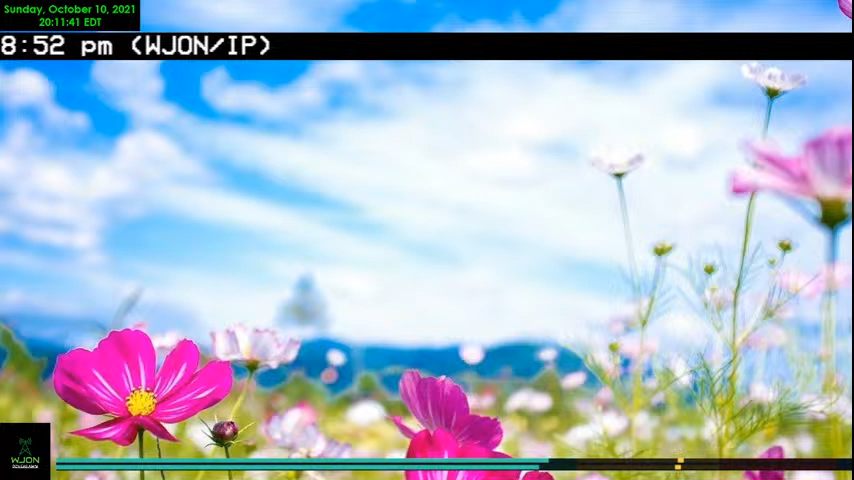 Sunday, October 10, 2021
20:11:41 EDT
8:52 pm (WJON/IP)
WJON